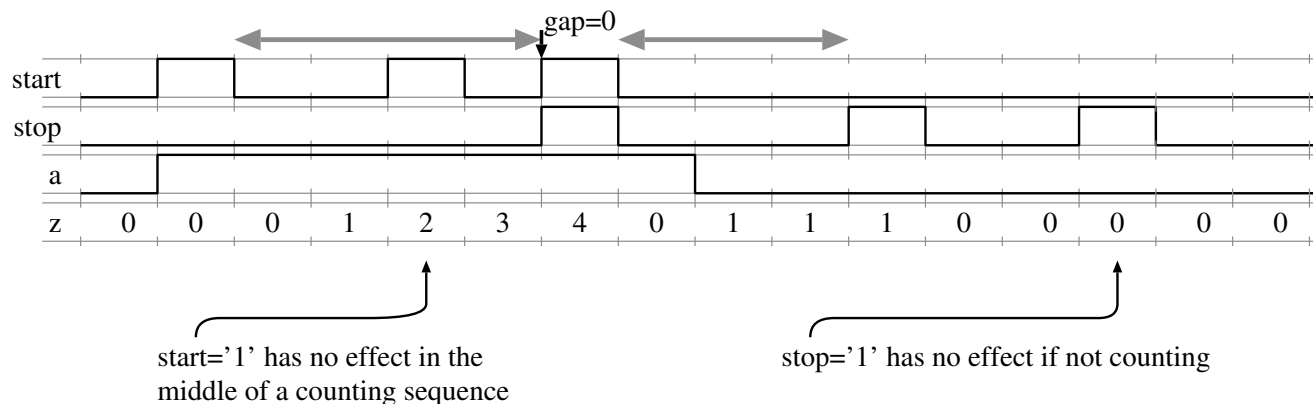 gap=0
start
stop
a
z 0 0 0 1 2 3 4 0 1 1 1 0 0 0 0 0
start='1' has no effect in the
middle of a counting sequence
stop='1' has no effect if not counting